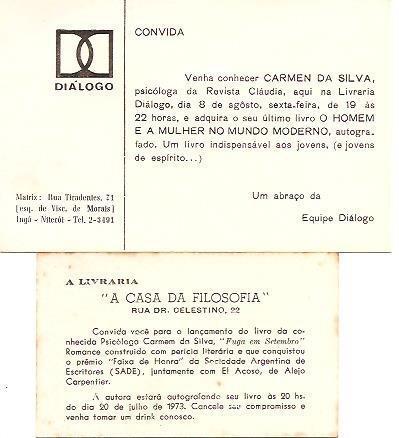 DIÁLOGO
Matriz: Rua Tiradentes, 71
[esq. de Visc. de Morais]
Ingá - Niterói - Tel. 2-3491
CONVIDA
Venha conhecer CARMEN DA SILVA,
psicóloga da Revista Cláudia, aqui na Livraria
Diálogo, dia 8 de agôsto, sexta-feira, de 19 às
22 horas, e adquira o seu último livro O HOMEM
E A MULHER NO MUNDO MODERNO, autogra-
fado. Um livro indispensável aos jovens, (e jovens
de espírito...)
Um abraço da
Equipe Diálogo
A LIVRARIA
"A CASA DA FILOSOFIA"
RUA DR. CELESTINO, 22
Convida você para o lançamento do livro da co-
nhecida Psicóloga Carmem da Silva, "Fuga em Setembro"
Romance construido com perícia literária e que conquistou
o prêmio "Faixa de Honra" da Sociedade Argentina de
Escritores (SADE), juntamente com El Acoso, de Alejo
Carpentier.
A autora estará autografando seu livro às 20 hs.
do dia 20 de julho de 1973. Cancele seu compromisso e
venha tomar um drink conosco.